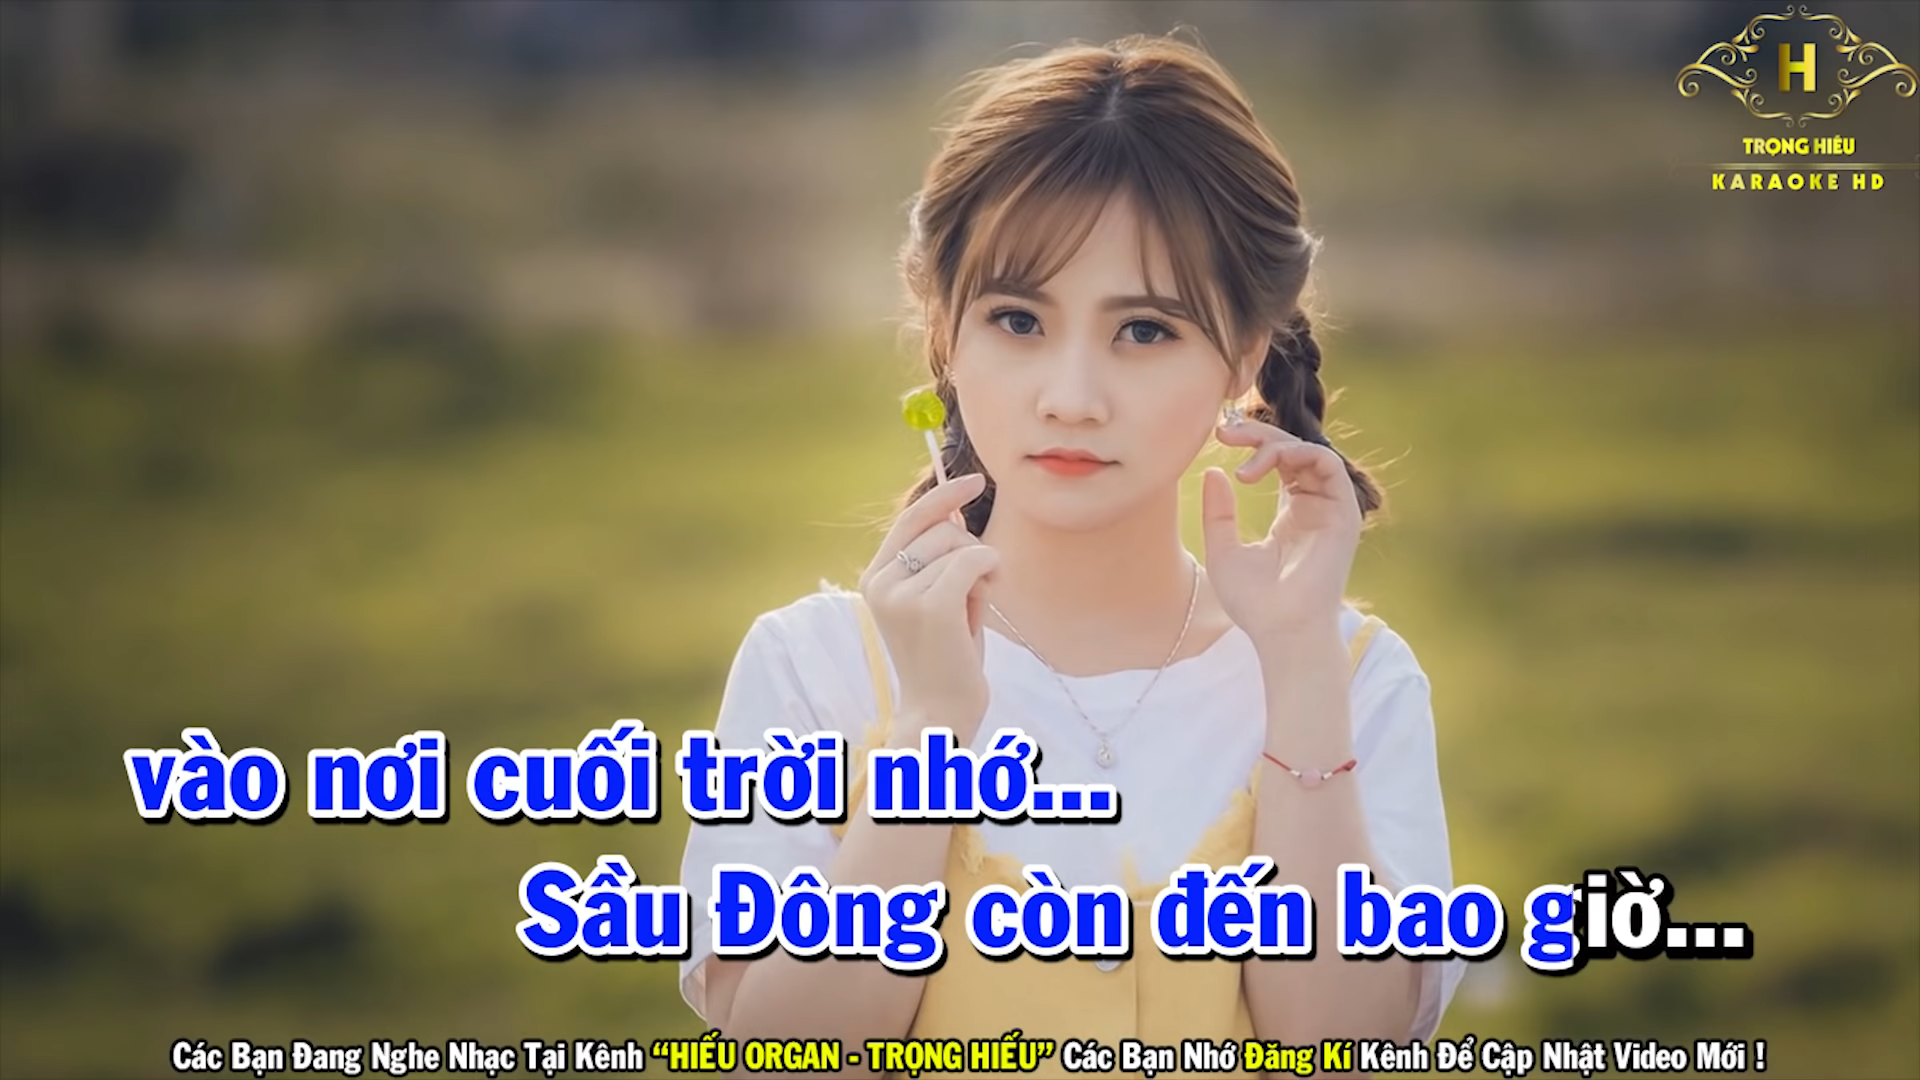 H
TRỌNG HIẾU
KARAOKE HD
vào nơi cuối trời nhớ...
Sầu Đông còn đến bao giờ...
Các Bạn Đang Nghe Nhạc Tại Kênh “HIẾU ORGAN - TRỌNG HIẾU” Các Bạn Nhớ Đăng Kí Kênh Để Cập Nhật Video Mới !